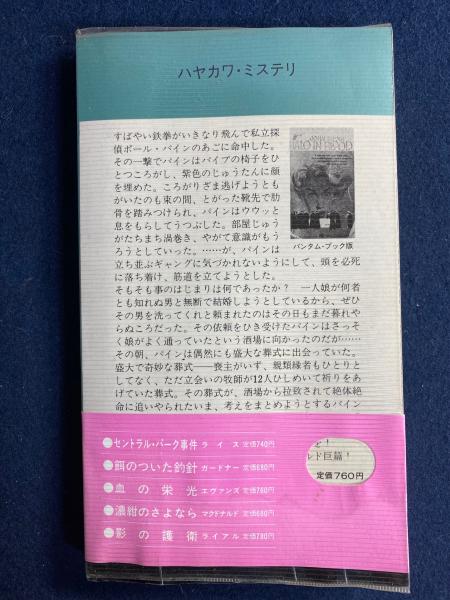 ハヤカワ・ミステリ
すばやい鉄拳がいきなり飛んで私立探
偵ポール・パインのあごに命中した。
その一撃でパインはパイプの椅子をひ
とつころがし、紫色のじゅうたんに顔
を埋めた。ころがりざま逃げようとも
がいたのも束の間、とがった靴先で肋
骨を踏みつけられ、パインはウウッと
息をもらしてうつぶした。部屋じゅう
がたちまち渦巻き、やがて意識がもう
ろうとしていった。……が、パインは
立ち並ぶギャングに気づかれないようにして、頭を必死
に落ち着け、筋道を立てようとした。
バンタム・ブック版
そもそも事のはじまりは何であったか？　一人娘が何者
とも知れぬ男と無断で結婚しようとしているから、ぜひ
その男を洗ってくれと頼まれたのはその日もまだ暮れや
らぬころだった。その依頼をひき受けたパインはさっそ
く娘がよく通っていたという酒場に向かったのだが……
その朝、パインは偶然にも盛大な葬式に出会っていた。
盛大で奇妙な葬式――喪主がいず、親類縁者もひとりと
してなく、ただ立会いの牧師が12人ひしめいて祈りをあ
げていた葬式。その葬式が、酒場から拉致されて絶体絶
命に追いやられたいま、考えをまとめようとするパイン
●セントラル・パーク事件 ライス 定価740円
●餌のついた釣針 ガードナー 定価680円
●血の栄光 エヴァンズ 定価760円
●濃紺のさよなら マクドナルド 定価680円
●影の護衛 ライアル 定価780円
ルド巨篇！
定価760円